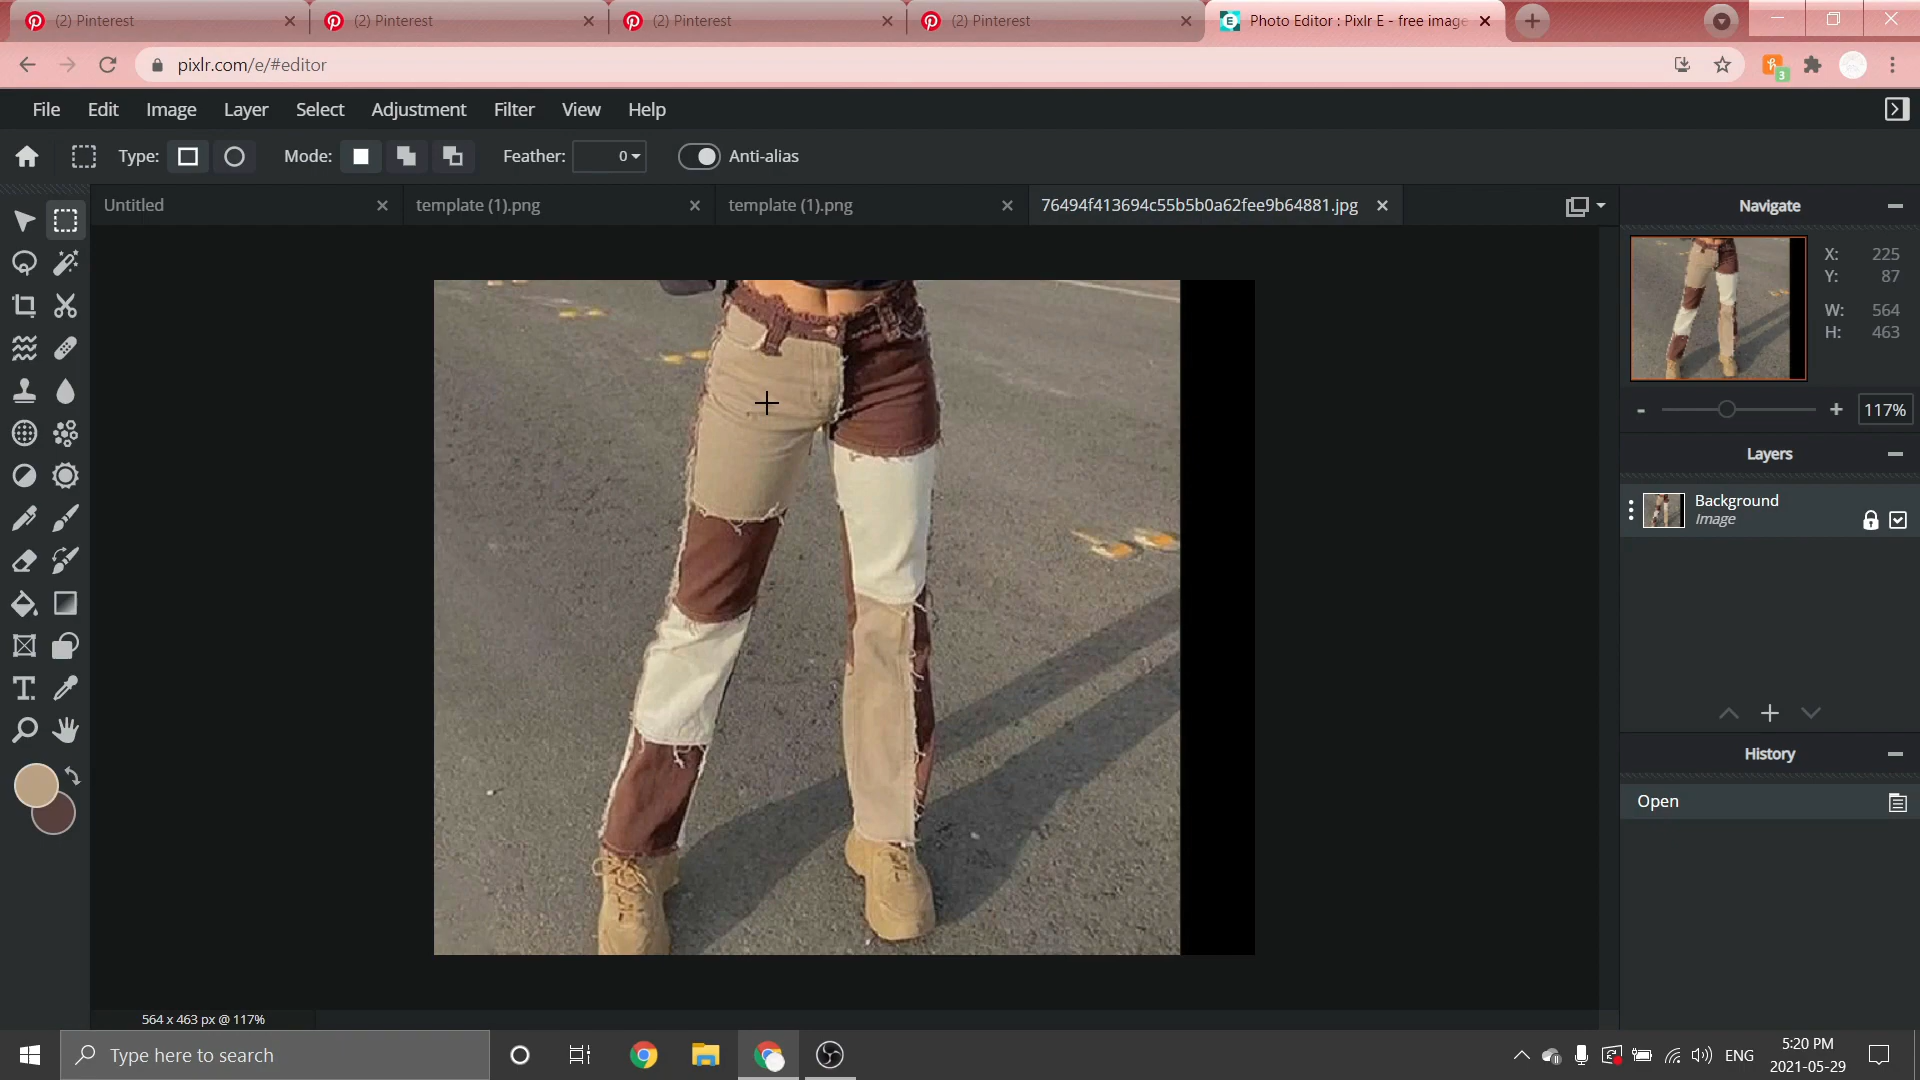 (2) Pinterest
(2) Pinterest
(2) Pinterest
(2) Pinterest
Photo Editor : Pixlr E - free image
pixlr.com/e/#editor
3
File Edit Image Layer Select Adjustment Filter View Help
Type: Mode: Feather: 0 Anti-alias
Untitled
template (1).png
template (1).png
76494f413694c55b5b0a62fee9b64881.jpg
Navigate
X: 225
Y: 87
W: 564
H: 463
- + 117%
Layers
Background
Image
History
Open
564 x 463 px @ 117%
Type here to search
ENG
5:20 PM
2021-05-29